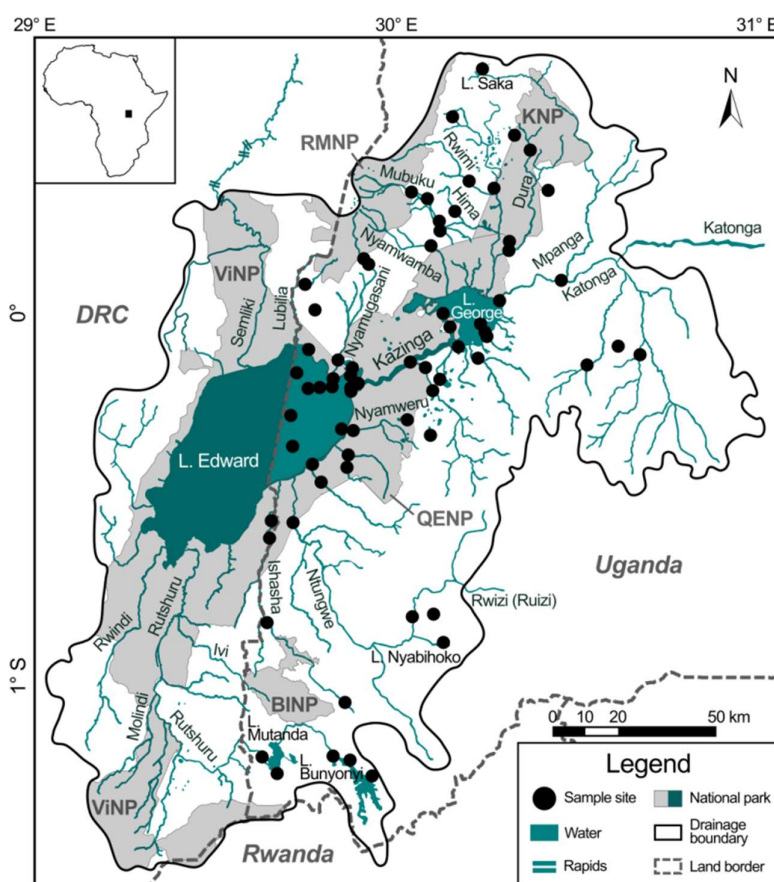 29° E
30° E
31° E
N
L. Saka
KNP
RMNP
Rwimi
Mubuku
Hima
Dura
Katonga
Nyamwamba
Mpanga
Katonga
ViNP
DRC
Semliki
Lubilia
Nyamugasani
L.
George
0°
Kazinga
Nyamweru
L. Edward
QENP
Uganda
Ishasha
Ntungwe
Rwizi (Ruizi)
Rwindi
Rutshuru
Ivi
L. Nyabihoko
1° S
Molindi
BINP
Rutshuru
L.
Mutanda
L.
Bunyonyi
ViNP
Rwanda
0 10 20 50 km
Legend
Sample site
National park
Water
Drainage
boundary
Rapids
Land border